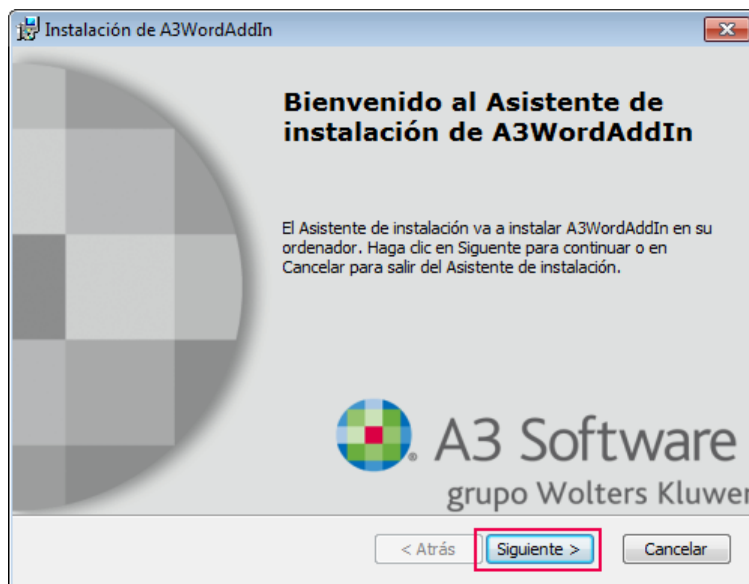 Instalación de A3WordAddIn
Bienvenido al Asistente de
instalación de A3WordAddIn
El Asistente de instalación va a instalar A3WordAddIn en su
ordenador. Haga clic en Siguente para continuar o en
Cancelar para salir del Asistente de instalación.
A3 Software
grupo Wolters Kluwer
< Atrás
Siguiente >
Cancelar